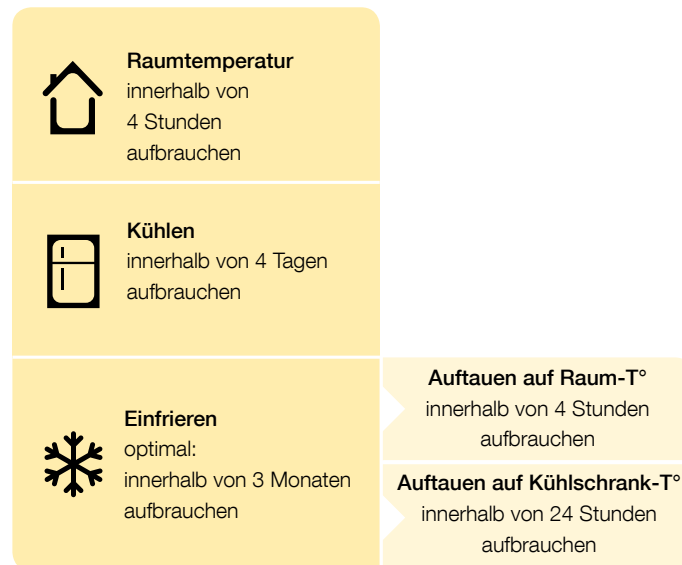 Raumtemperatur
innerhalb von
4 Stunden
aufbrauchen
Kühlen
innerhalb von 4 Tagen
aufbrauchen
Einfrieren
optimal:
innerhalb von 3 Monaten
aufbrauchen
Auftauen auf Raum-T°
innerhalb von 4 Stunden
aufbrauchen
Auftauen auf Kühlschrank-T°
innerhalb von 24 Stunden
aufbrauchen